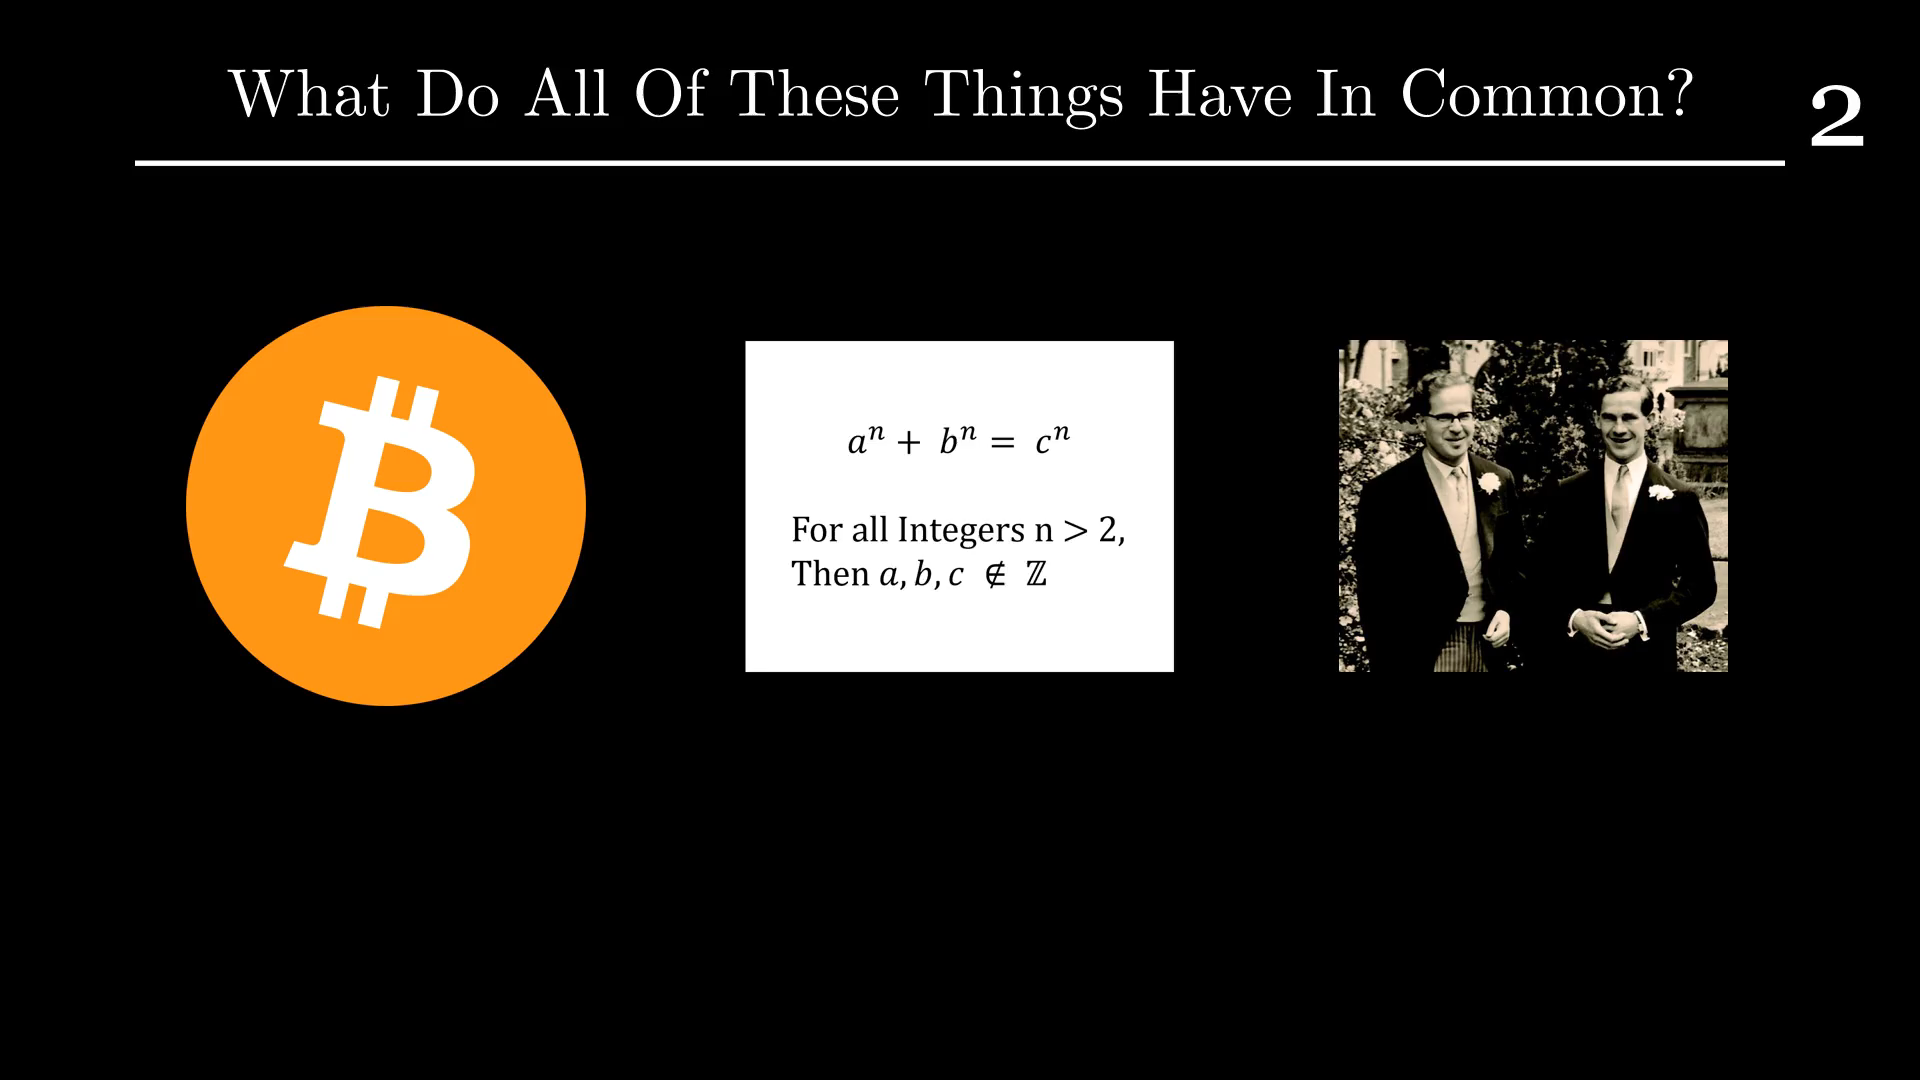 What Do All Of These Things Have In Common?
2
₿
aⁿ + bⁿ = cⁿ
For all Integers n > 2,
Then a, b, c ∉ ℤ